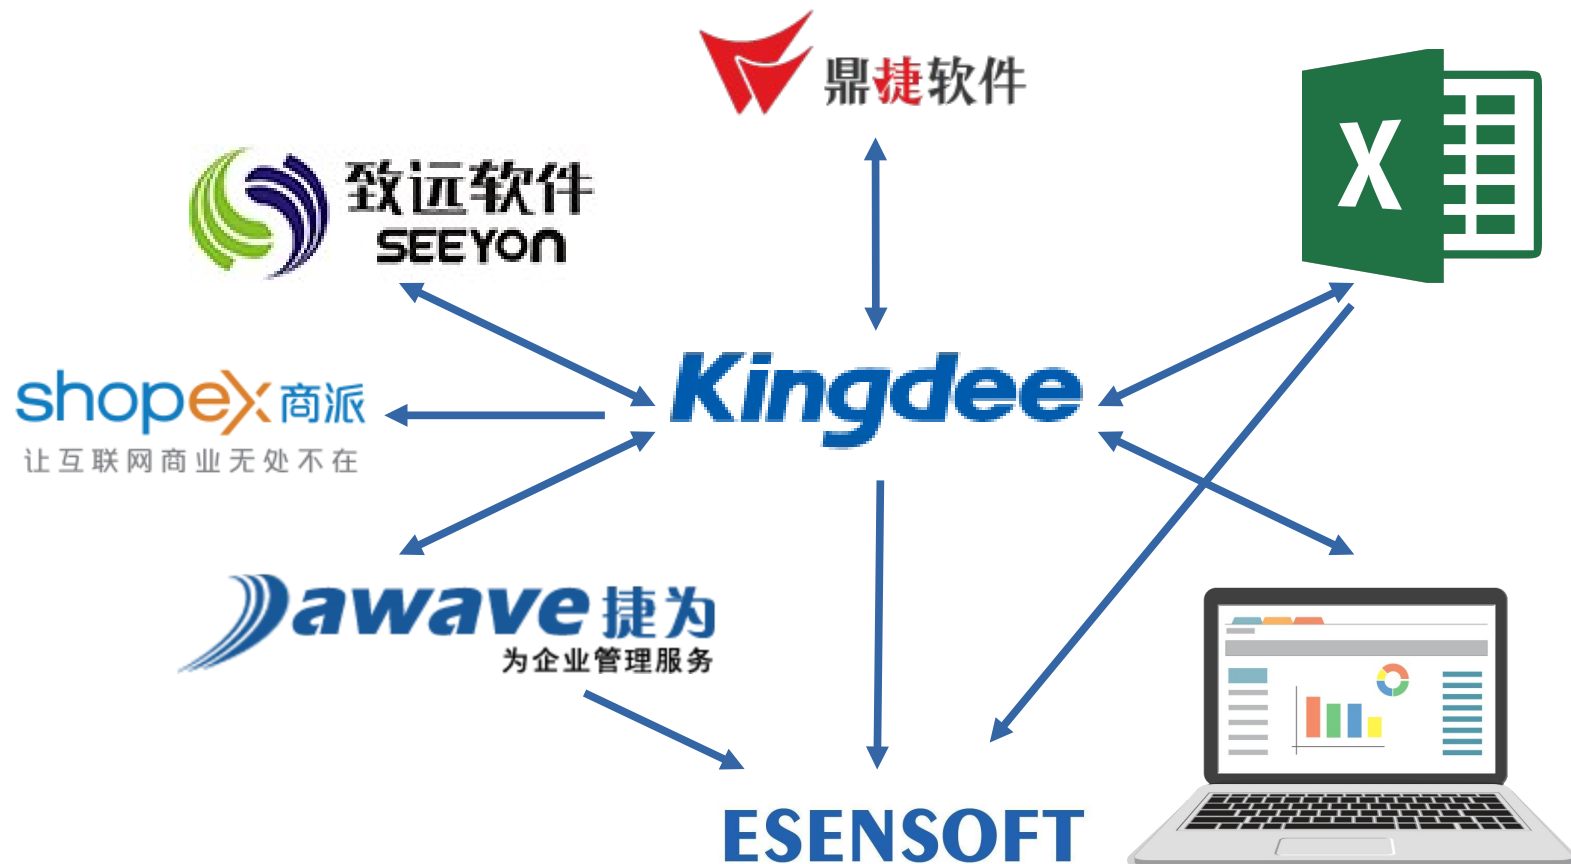 鼎捷软件
X
致远软件
SEEYON
Kingdee
shopex商派
让互联网商业无处不在
Dawave捷为
为企业管理服务
ESENSOFT